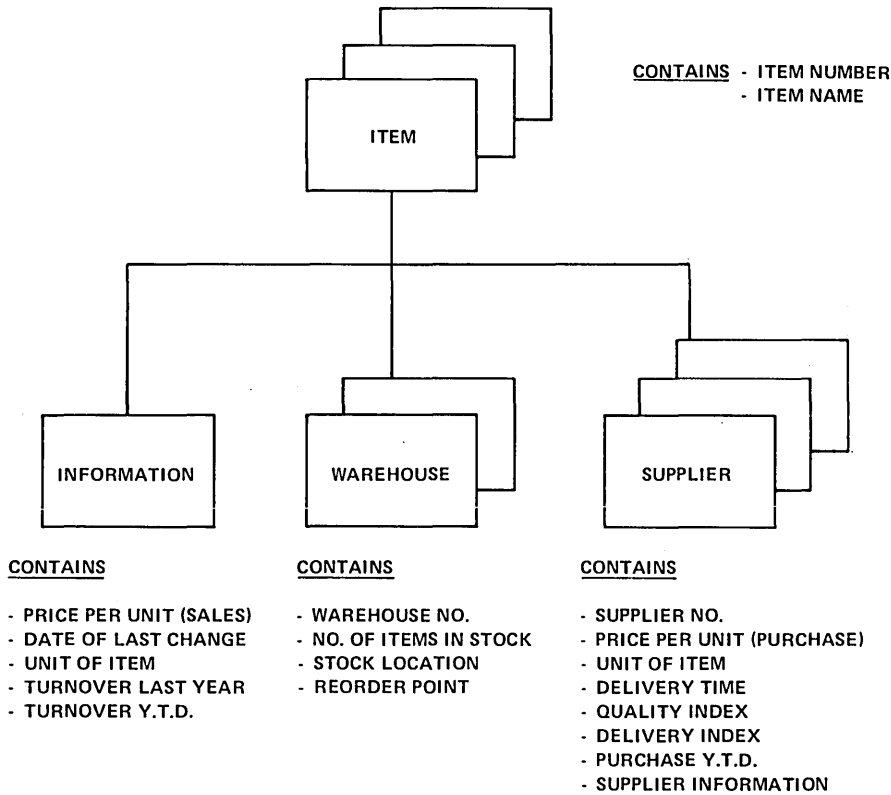 CONTAINS - ITEM NUMBER
- ITEM NAME
ITEM
INFORMATION
WAREHOUSE
SUPPLIER
CONTAINS
- PRICE PER UNIT (SALES)
- DATE OF LAST CHANGE
- UNIT OF ITEM
- TURNOVER LAST YEAR
- TURNOVER Y.T.D.
CONTAINS
- WAREHOUSE NO.
- NO. OF ITEMS IN STOCK
- STOCK LOCATION
- REORDER POINT
CONTAINS
- SUPPLIER NO.
- PRICE PER UNIT (PURCHASE)
- UNIT OF ITEM
- DELIVERY TIME
- QUALITY INDEX
- DELIVERY INDEX
- PURCHASE Y.T.D.
- SUPPLIER INFORMATION